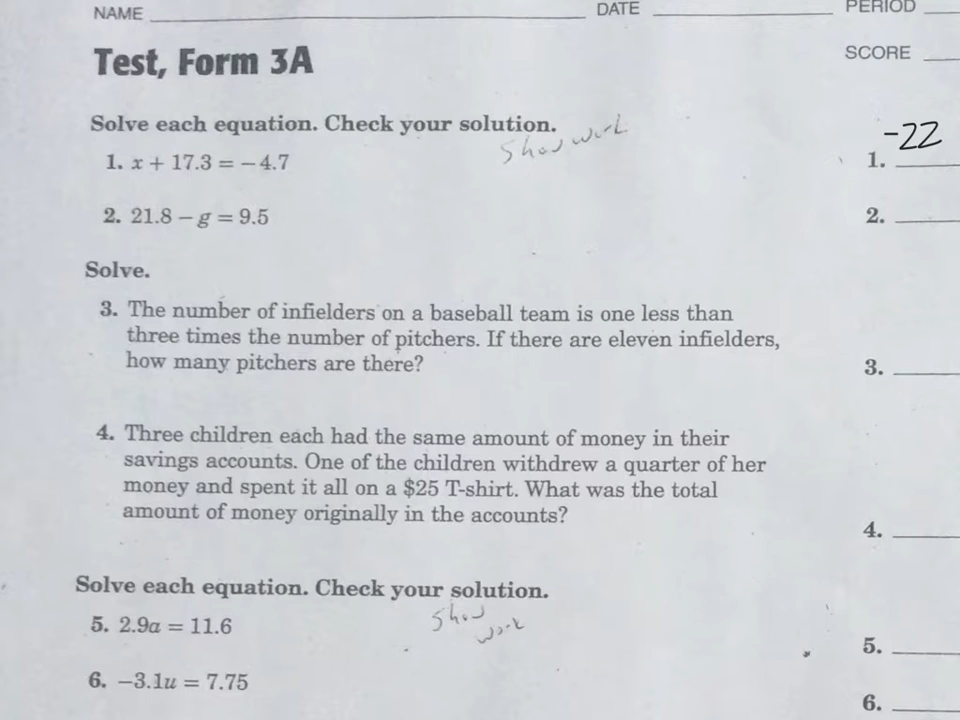 NAME DATE PERIOD
Test, Form 3A SCORE
Solve each equation. Check your solution.
Show work
1. x + 17.3 = −4.7 1. -22
2. 21.8 − g = 9.5 2.
Solve.
3. The number of infielders on a baseball team is one less than
three times the number of pitchers. If there are eleven infielders,
how many pitchers are there? 3.
4. Three children each had the same amount of money in their
savings accounts. One of the children withdrew a quarter of her
money and spent it all on a $25 T-shirt. What was the total
amount of money originally in the accounts? 4.
Solve each equation. Check your solution.
Show
work
5. 2.9a = 11.6 5.
6. −3.1u = 7.75 6.